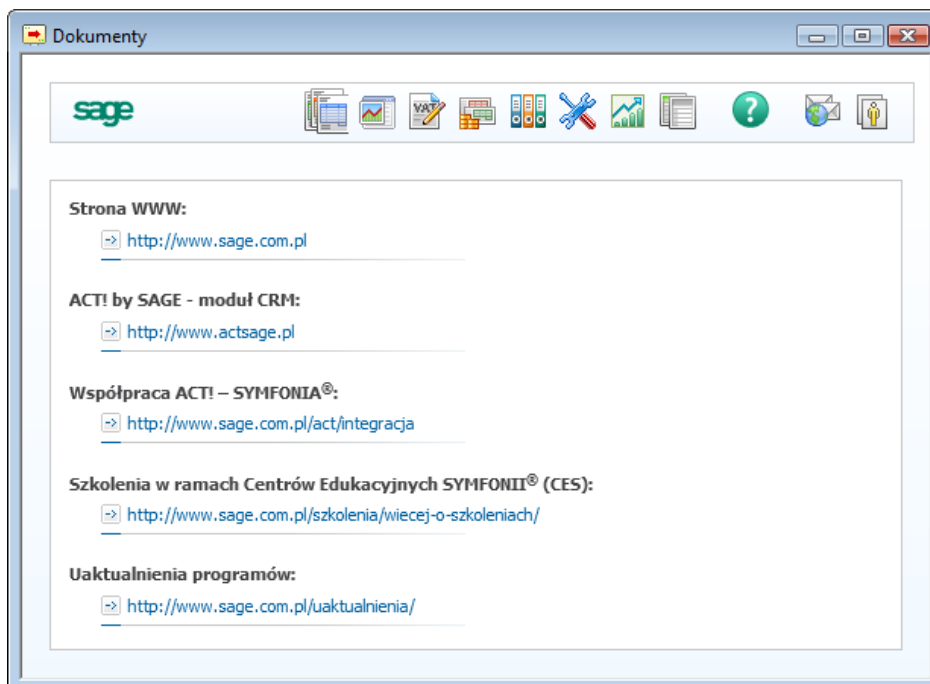 Dokumenty
sage
VAT
?
Strona WWW:
http://www.sage.com.pl
ACT! by SAGE - moduł CRM:
http://www.actsage.pl
Współpraca ACT! – SYMFONIA®:
http://www.sage.com.pl/act/integracja
Szkolenia w ramach Centrów Edukacyjnych SYMFONII® (CES):
http://www.sage.com.pl/szkolenia/wiecej-o-szkoleniach/
Uaktualnienia programów:
http://www.sage.com.pl/uaktualnienia/